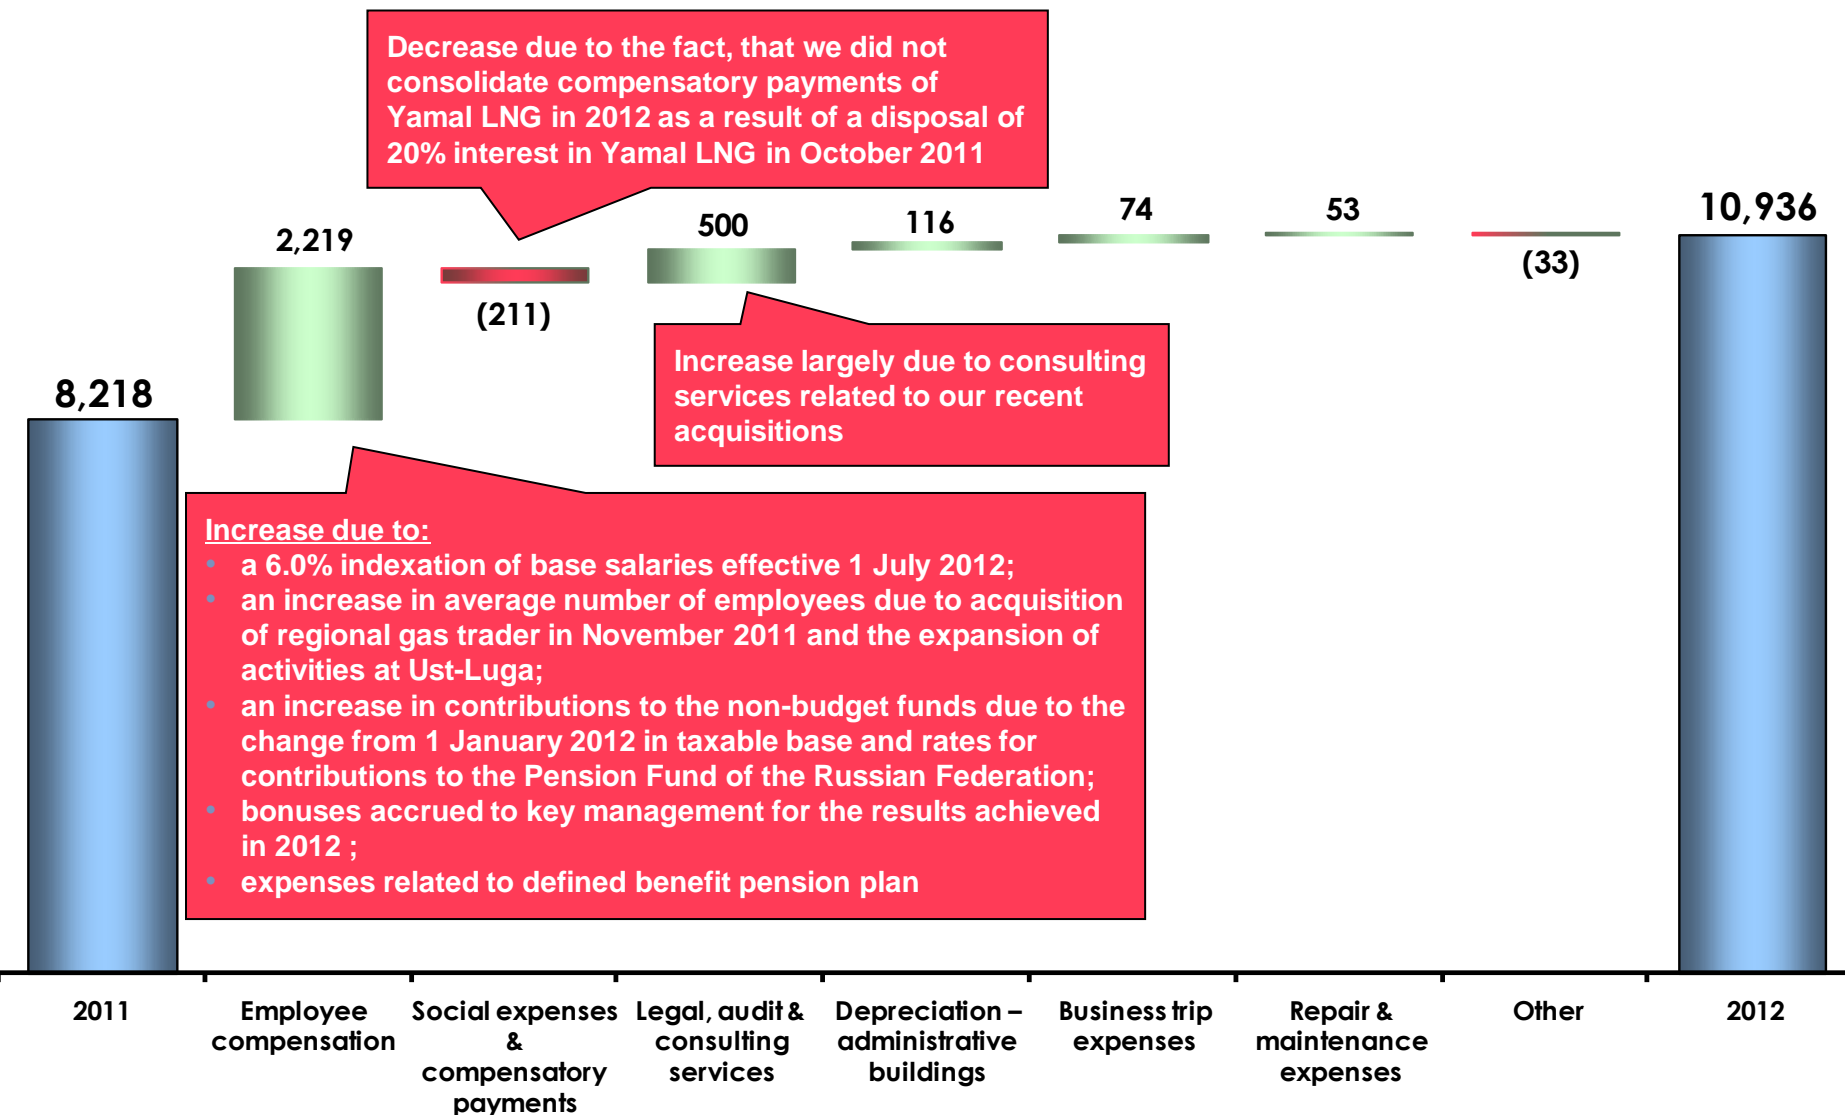 Decrease due to the fact, that we did not
consolidate compensatory payments of
Yamal LNG in 2012 as a result of a disposal of
20% interest in Yamal LNG in October 2011
8,218
2,219
(211)
500
116
74
53
(33)
10,936
Increase largely due to consulting
services related to our recent
acquisitions
Increase due to:
• a 6.0% indexation of base salaries effective 1 July 2012;
• an increase in average number of employees due to acquisition
of regional gas trader in November 2011 and the expansion of
activities at Ust-Luga;
• an increase in contributions to the non-budget funds due to the
change from 1 January 2012 in taxable base and rates for
contributions to the Pension Fund of the Russian Federation;
• bonuses accrued to key management for the results achieved
in 2012 ;
• expenses related to defined benefit pension plan
2011
Employee
compensation
Social expenses
&
compensatory
payments
Legal, audit &
consulting
services
Depreciation –
administrative
buildings
Business trip
expenses
Repair &
maintenance
expenses
Other
2012